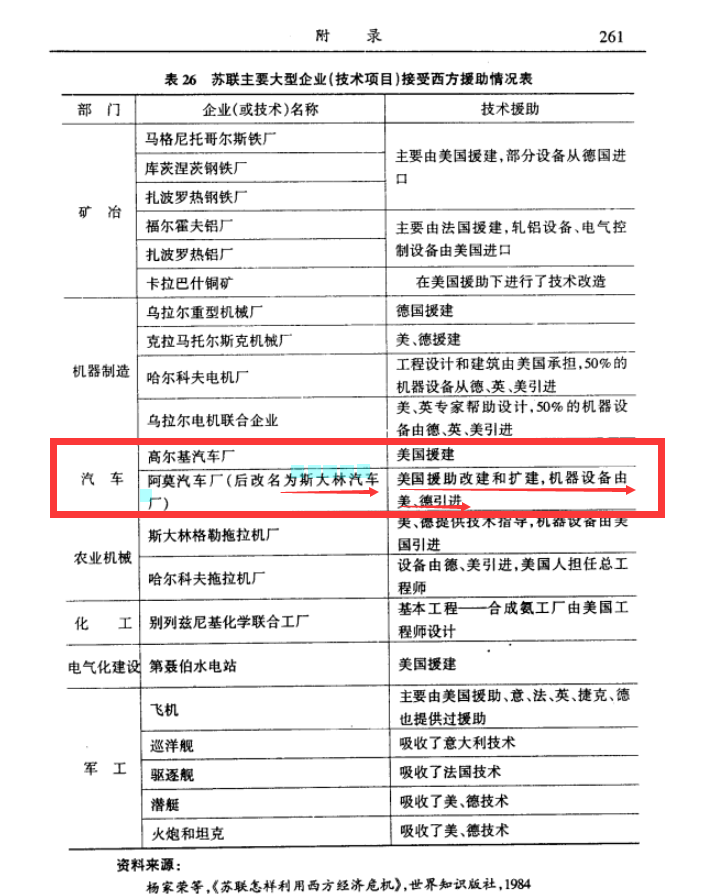 附 录 261
表 26 苏联主要大型企业(技术项目)接受西方援助情况表
部 门 企业(或技术)名称 技术援助
矿 冶
马格尼托哥尔斯铁厂
库茨涅茨钢铁厂
扎波罗热钢铁厂
主要由美国援建,部分设备从德国进
口
福尔霍夫铝厂
扎波罗热铝厂
主要由法国援建,轧铝设备、电气控
制设备由美国进口
卡拉巴什铜矿 在美国援助下进行了技术改造
机器制造
乌拉尔重型机械厂 德国援建
克拉马托尔斯克机械厂 美、德援建
哈尔科夫电机厂
工程设计和建筑由美国承担,50%的
机器设备从德、英、美引进
乌拉尔电机联合企业
美、英专家帮助设计,50%的机器设
备由德、英、美引进
汽 车
高尔基汽车厂 美国援建
阿莫汽车厂(后改名为斯大林汽车
厂)
美国援助改建和扩建,机器设备由
美、德引进
农业机械
斯大林格勒拖拉机厂
美、德提供技术指导,机器设备由美
国引进
哈尔科夫拖拉机厂
设备由德、美引进,美国人担任总工
程师
化 工
别列兹尼基化学联合工厂
基本工程——合成氨工厂由美国工
程师设计
电气化建设 第聂伯水电站 美国援建
军 工
飞机
主要由美国援助、意、法、英、捷克、德
也提供过援助
巡洋舰 吸收了意大利技术
驱逐舰 吸收了法国技术
潜艇 吸收了美、德技术
火炮和坦克 吸收了美、德技术
资料来源:
杨家荣等,《苏联怎样利用西方经济危机》,世界知识版社,1984